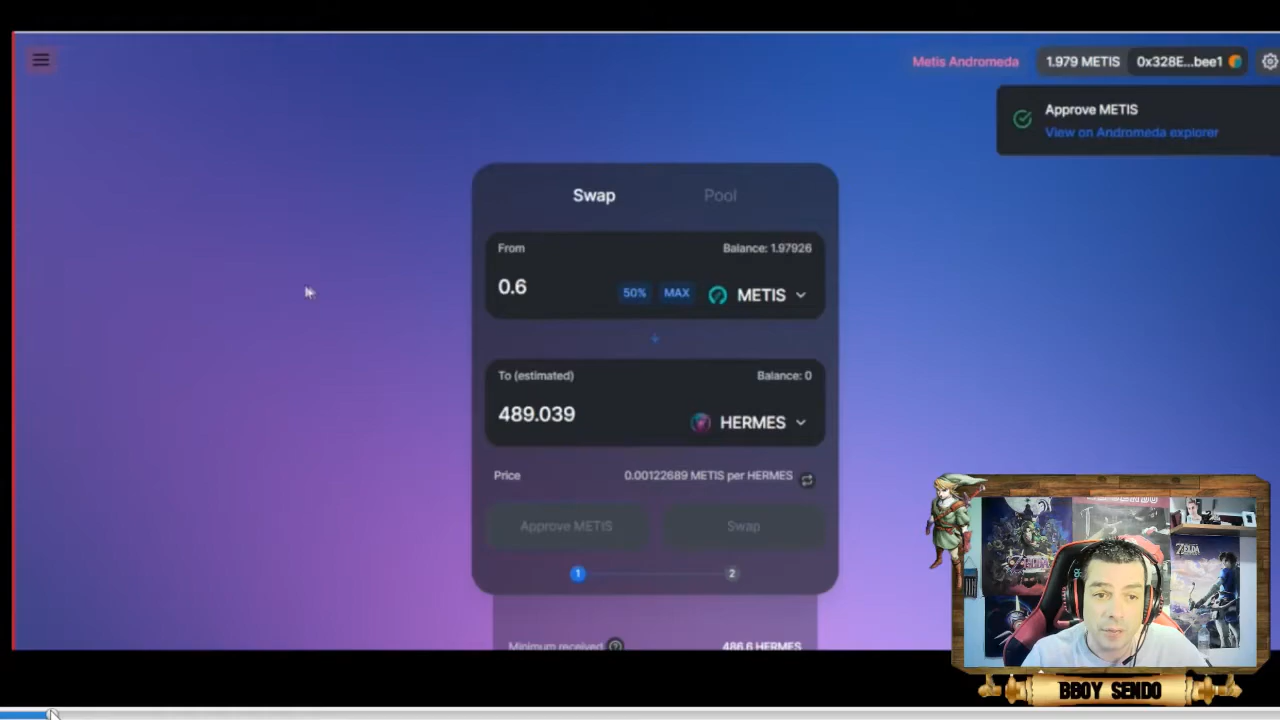 Metis Andromeda
1.979 METIS
0x328E...bee1
Approve METIS
View on Andromeda explorer
Swap
Pool
From
Balance: 1.97926
0.6
50%
MAX
METIS
To (estimated)
Balance: 0
489.039
HERMES
Price
0.00122689 METIS per HERMES
Approve METIS
Swap
1
2
Minimum received
486.6 HERMES
ZELDA
BBOY SENDO